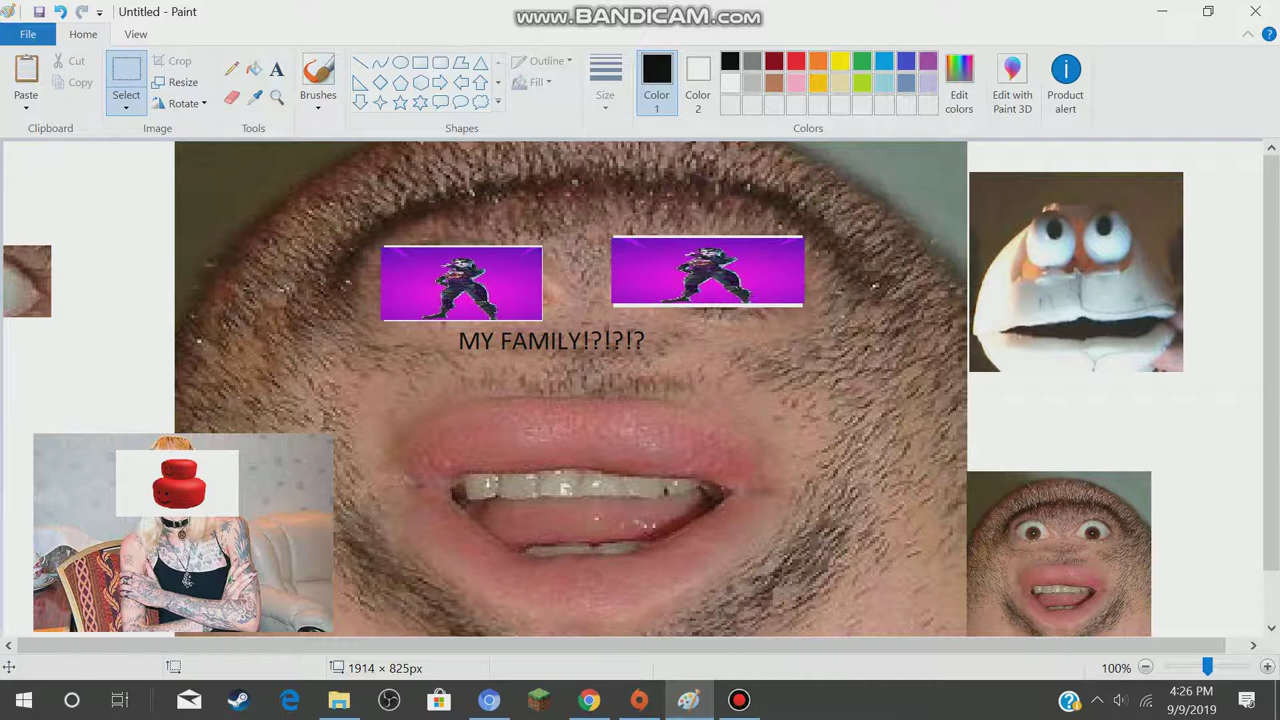 Untitled - Paint
www.BANDICAM.com
File
Home
View
Paste
Cut
Copy
Clipboard
Select
Crop
Resize
Rotate
Image
Tools
Brushes
Outline
Fill
Shapes
Size
Color 1
Color 2
Edit colors
Edit with Paint 3D
Product alert
Colors
MY FAMILY!?!?!?
1914 × 825px
100%
4:26 PM
9/9/2019